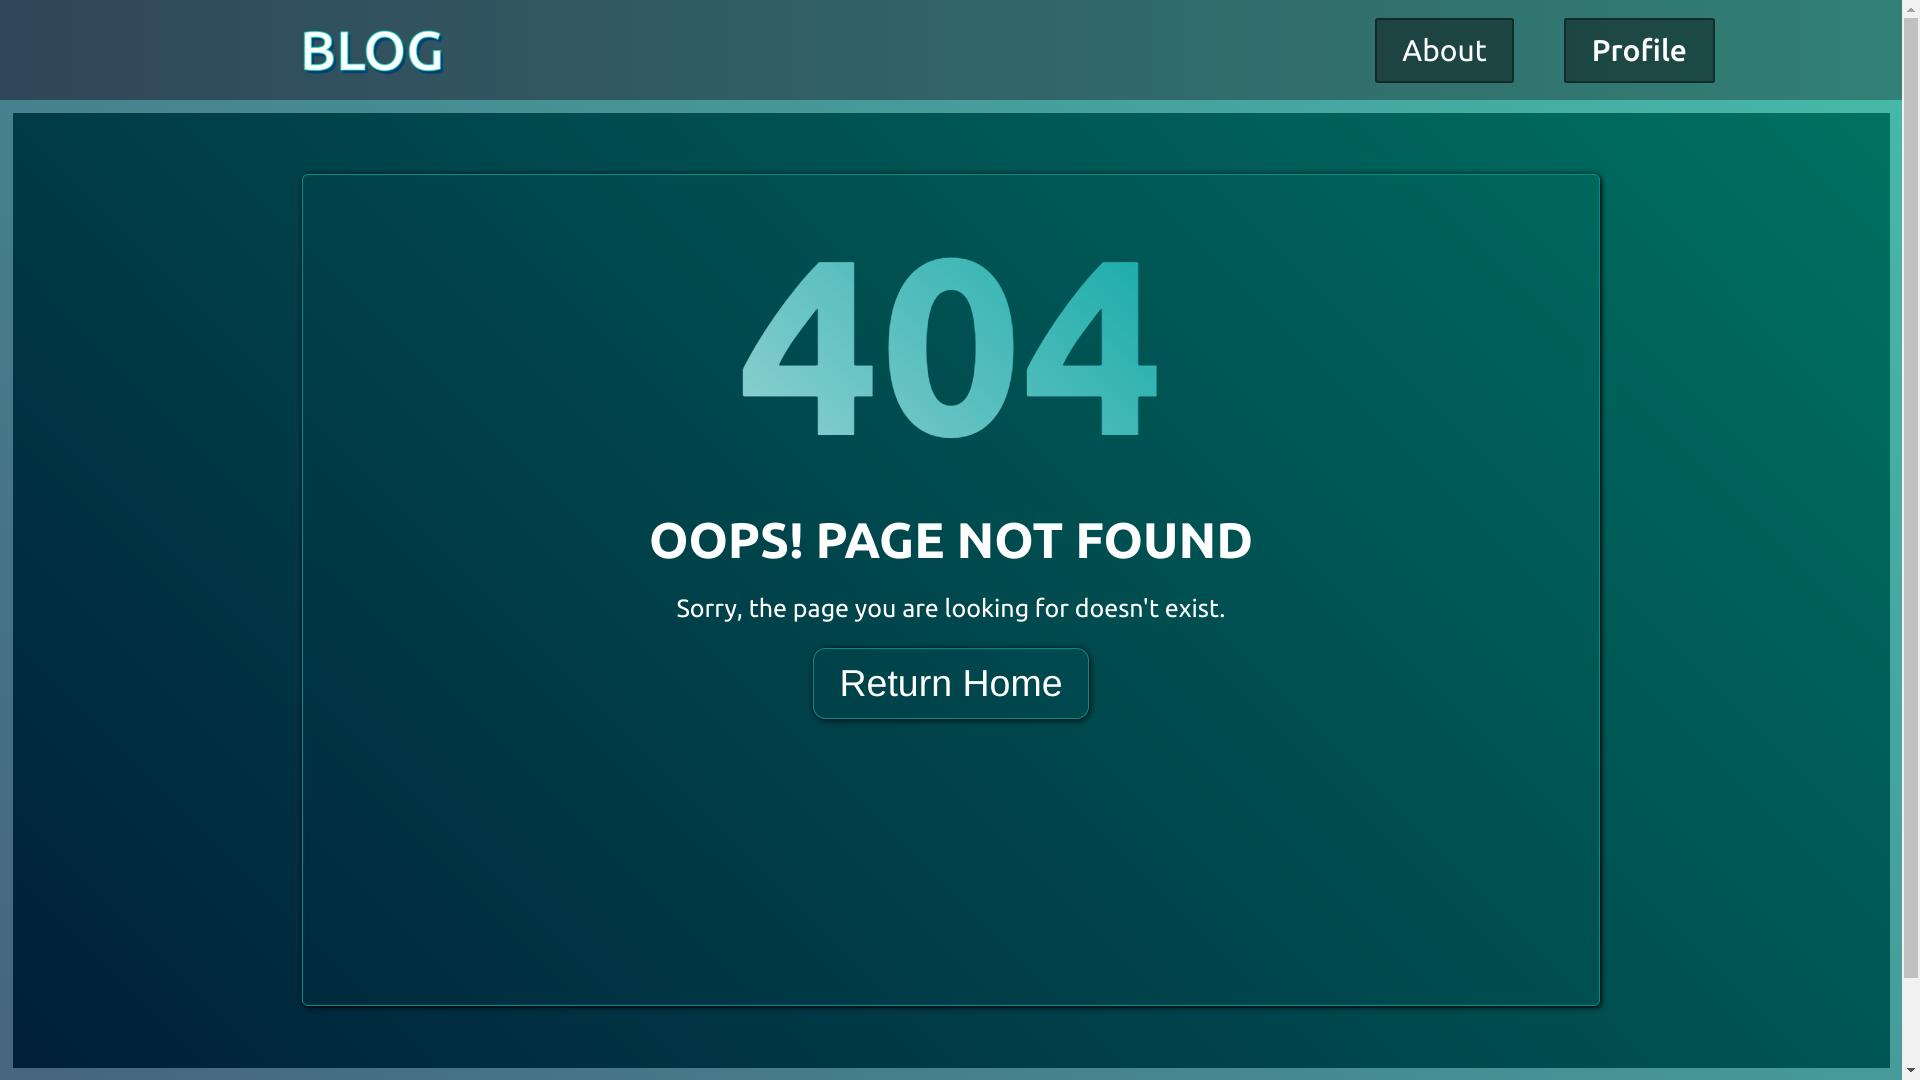 BLOG
About
Profile
404
OOPS! PAGE NOT FOUND
Sorry, the page you are looking for doesn't exist.
Return Home